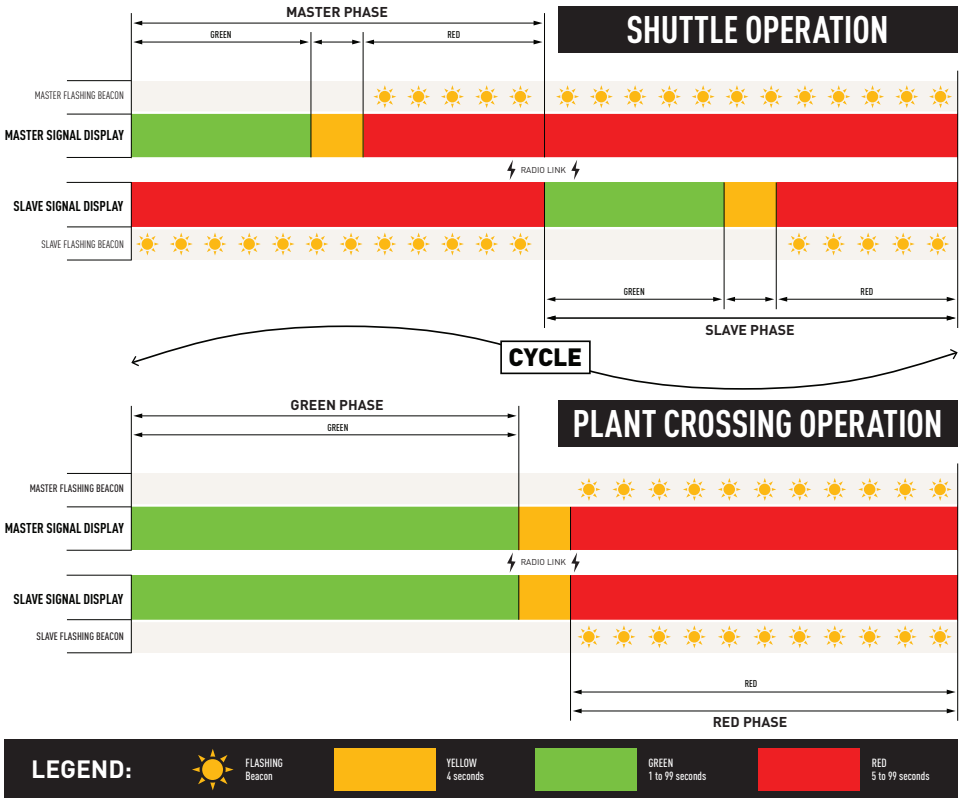 MASTER PHASE
SHUTTLE OPERATION
GREEN
RED
MASTER FLASHING BEACON
MASTER SIGNAL DISPLAY
RADIO LINK
SLAVE SIGNAL DISPLAY
SLAVE FLASHING BEACON
GREEN
RED
SLAVE PHASE
CYCLE
GREEN PHASE
PLANT CROSSING OPERATION
GREEN
MASTER FLASHING BEACON
MASTER SIGNAL DISPLAY
RADIO LINK
SLAVE SIGNAL DISPLAY
SLAVE FLASHING BEACON
RED
RED PHASE
LEGEND:
FLASHING
Beacon
YELLOW
4 seconds
GREEN
1 to 99 seconds
RED
5 to 99 seconds